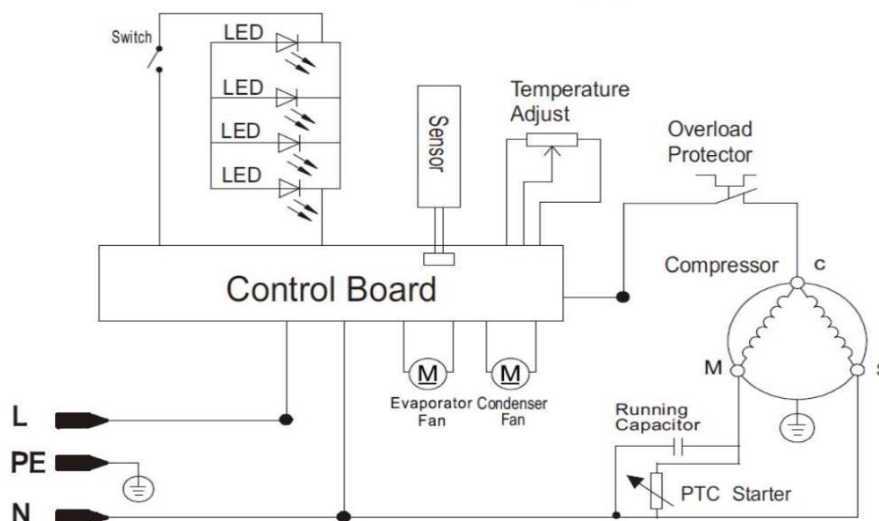 LED
Switch
LED
LED
LED
Sensor
Temperature
Adjust
Overload
Protector
Control Board
Compressor
C
M
S
M
Evaporator
Fan
M
Condenser
Fan
L
PE
N
Running
Capacitor
PTC Starter